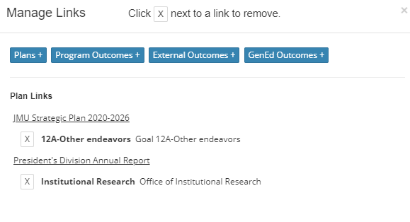 Manage Links Click X next to a link to remove. ×
Plans + Program Outcomes + External Outcomes + GenEd Outcomes +
Plan Links
JMU Strategic Plan 2020-2026
X 12A-Other endeavors Goal 12A-Other endeavors
President's Division Annual Report
X Institutional Research Office of Institutional Research